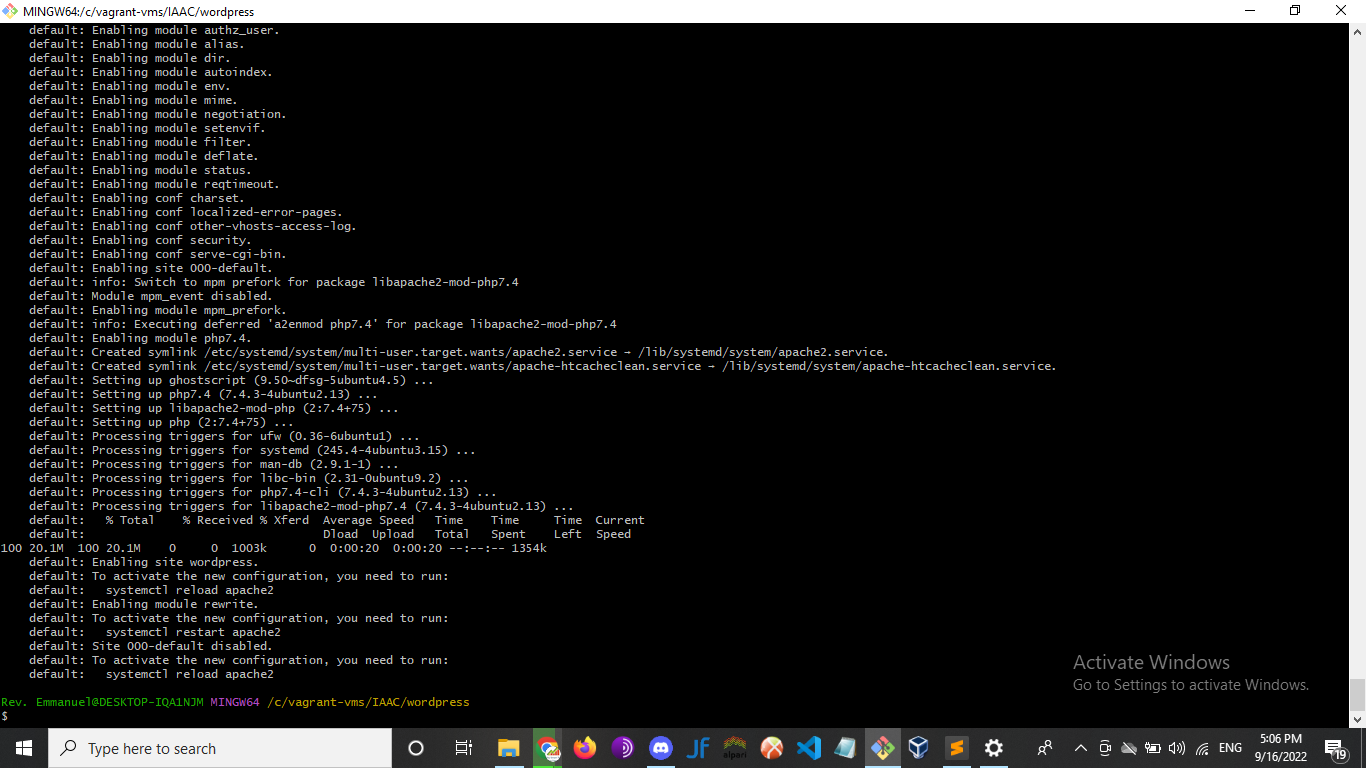 MINGW64:/c/vagrant-vms/IAAC/wordpress
default: Enabling module authz_user.
default: Enabling module alias.
default: Enabling module dir.
default: Enabling module autoindex.
default: Enabling module env.
default: Enabling module mime.
default: Enabling module negotiation.
default: Enabling module setenvif.
default: Enabling module filter.
default: Enabling module deflate.
default: Enabling module status.
default: Enabling module reqtimeout.
default: Enabling conf charset.
default: Enabling conf localized-error-pages.
default: Enabling conf other-vhosts-access-log.
default: Enabling conf security.
default: Enabling conf serve-cgi-bin.
default: Enabling site 000-default.
default: info: Switch to mpm prefork for package libapache2-mod-php7.4
default: Module mpm_event disabled.
default: Enabling module mpm_prefork.
default: info: Executing deferred 'a2enmod php7.4' for package libapache2-mod-php7.4
default: Enabling module php7.4.
default: Created symlink /etc/systemd/system/multi-user.target.wants/apache2.service → /lib/systemd/system/apache2.service.
default: Created symlink /etc/systemd/system/multi-user.target.wants/apache-htcacheclean.service → /lib/systemd/system/apache-htcacheclean.service.
default: Setting up ghostscript (9.50~dfsg-5ubuntu4.5) ...
default: Setting up php7.4 (7.4.3-4ubuntu2.13) ...
default: Setting up libapache2-mod-php (2:7.4+75) ...
default: Setting up php (2:7.4+75) ...
default: Processing triggers for ufw (0.36-6ubuntu1) ...
default: Processing triggers for systemd (245.4-4ubuntu3.15) ...
default: Processing triggers for man-db (2.9.1-1) ...
default: Processing triggers for libc-bin (2.31-0ubuntu9.2) ...
default: Processing triggers for php7.4-cli (7.4.3-4ubuntu2.13) ...
default: Processing triggers for libapache2-mod-php7.4 (7.4.3-4ubuntu2.13) ...
default:   % Total    % Received % Xferd  Average Speed   Time    Time     Time  Current
default:                                  Dload  Upload   Total   Spent    Left  Speed
100 20.1M  100 20.1M    0     0  1003k      0  0:00:20  0:00:20 --:--:-- 1354k
default: Enabling site wordpress.
default: To activate the new configuration, you need to run:
default:   systemctl reload apache2
default: Enabling module rewrite.
default: To activate the new configuration, you need to run:
default:   systemctl restart apache2
default: Site 000-default disabled.
default: To activate the new configuration, you need to run:
default:   systemctl reload apache2
Rev. Emmanuel@DESKTOP-IQA1NJM MINGW64 /c/vagrant-vms/IAAC/wordpress
$
Activate Windows
Go to Settings to activate Windows.
Type here to search
JF
alpari
ENG
5:06 PM
9/16/2022
19